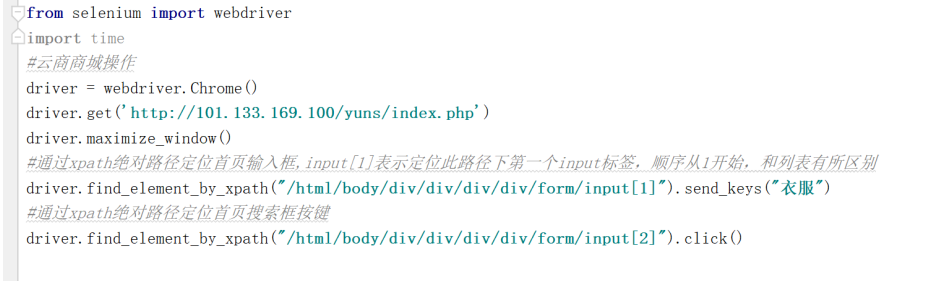 from selenium import webdriver
import time
#云商商城操作
driver = webdriver.Chrome()
driver.get('http://101.133.169.100/yuns/index.php')
driver.maximize_window()
#通过xpath绝对路径定位首页输入框,input[1]表示定位此路径下第一个input标签，顺序从1开始，和列表有所区别
driver.find_element_by_xpath("/html/body/div/div/div/div/form/input[1]").send_keys("衣服")
#通过xpath绝对路径定位首页搜索框按键
driver.find_element_by_xpath("/html/body/div/div/div/div/form/input[2]").click()